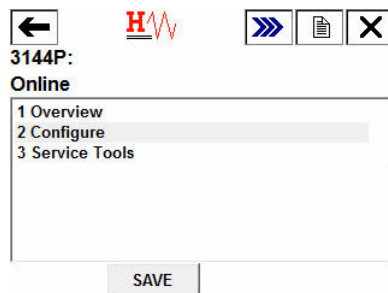 H
3144P:
Online
1 Overview
2 Configure
3 Service Tools
SAVE